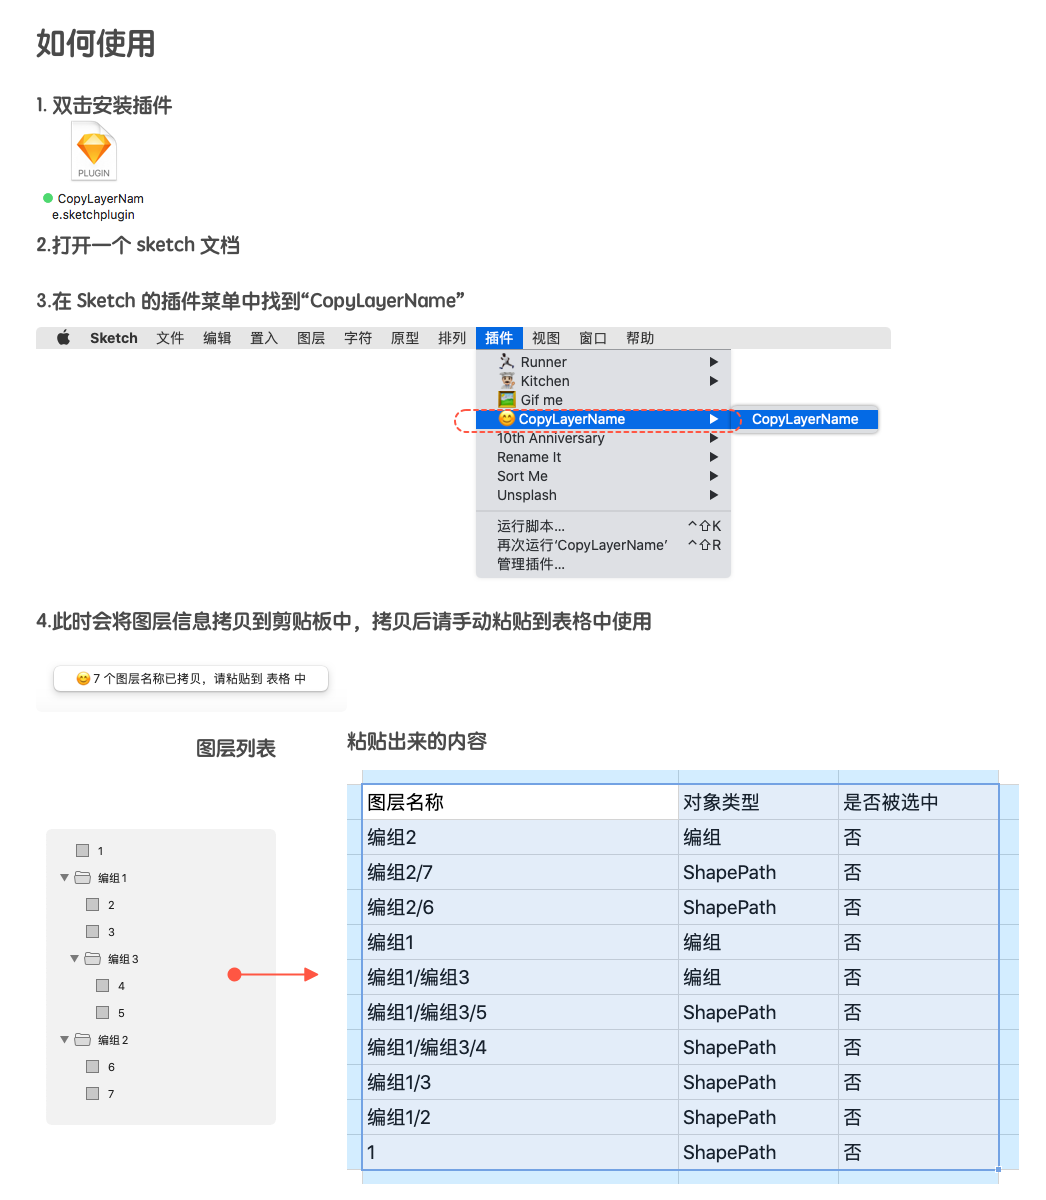 如何使用
1. 双击安装插件
PLUGIN
CopyLayerNam
e.sketchplugin
2.打开一个 sketch 文档
3.在 Sketch 的插件菜单中找到“CopyLayerName”
Sketch 文件 编辑 置入 图层 字符 原型 排列 插件 视图 窗口 帮助
Runner
Kitchen
Gif me
CopyLayerName CopyLayerName
10th Anniversary
Rename It
Sort Me
Unsplash
运行脚本... ^⇧K
再次运行‘CopyLayerName’ ^⇧R
管理插件...
4.此时会将图层信息拷贝到剪贴板中，拷贝后请手动粘贴到表格中使用
😊7 个图层名称已拷贝，请粘贴到 表格 中
图层列表
1
编组1
2
3
编组3
4
5
编组2
6
7
粘贴出来的内容
图层名称 对象类型 是否被选中
编组2 编组 否
编组2/7 ShapePath 否
编组2/6 ShapePath 否
编组1 编组 否
编组1/编组3 编组 否
编组1/编组3/5 ShapePath 否
编组1/编组3/4 ShapePath 否
编组1/3 ShapePath 否
编组1/2 ShapePath 否
1 ShapePath 否